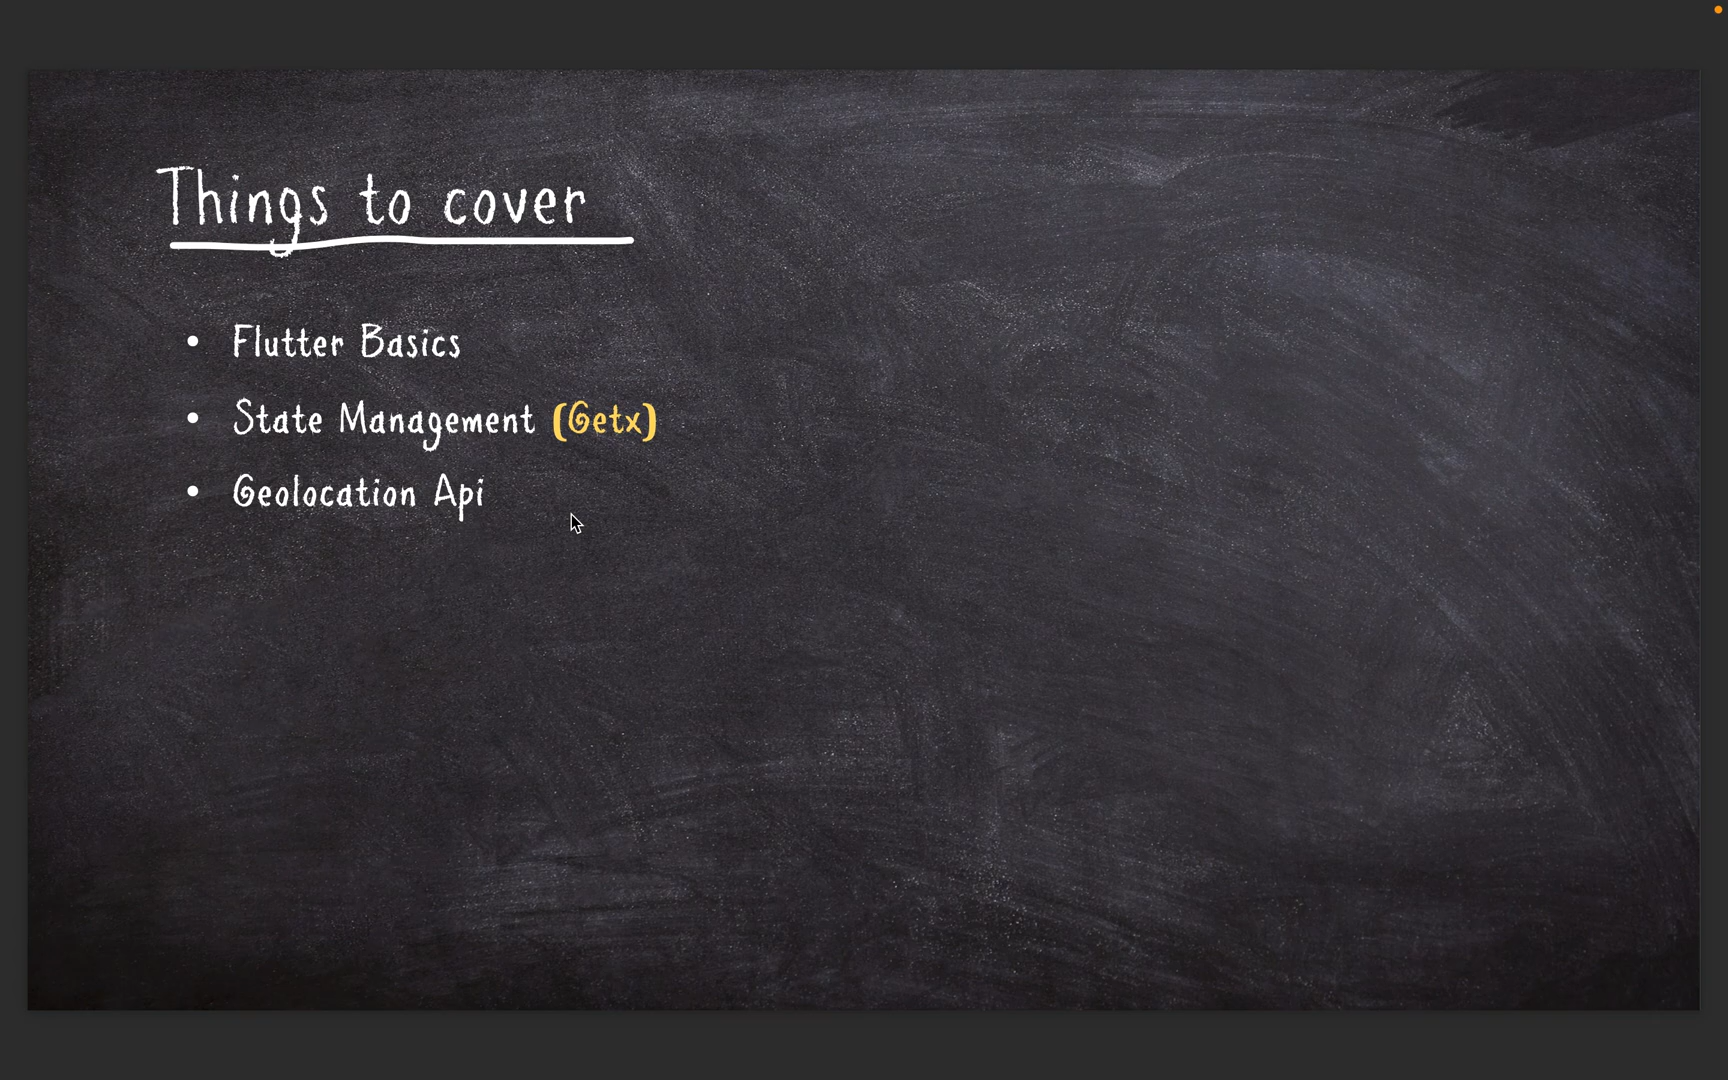 Things to cover
• Flutter Basics
• State Management (Getx)
• Geolocation Api